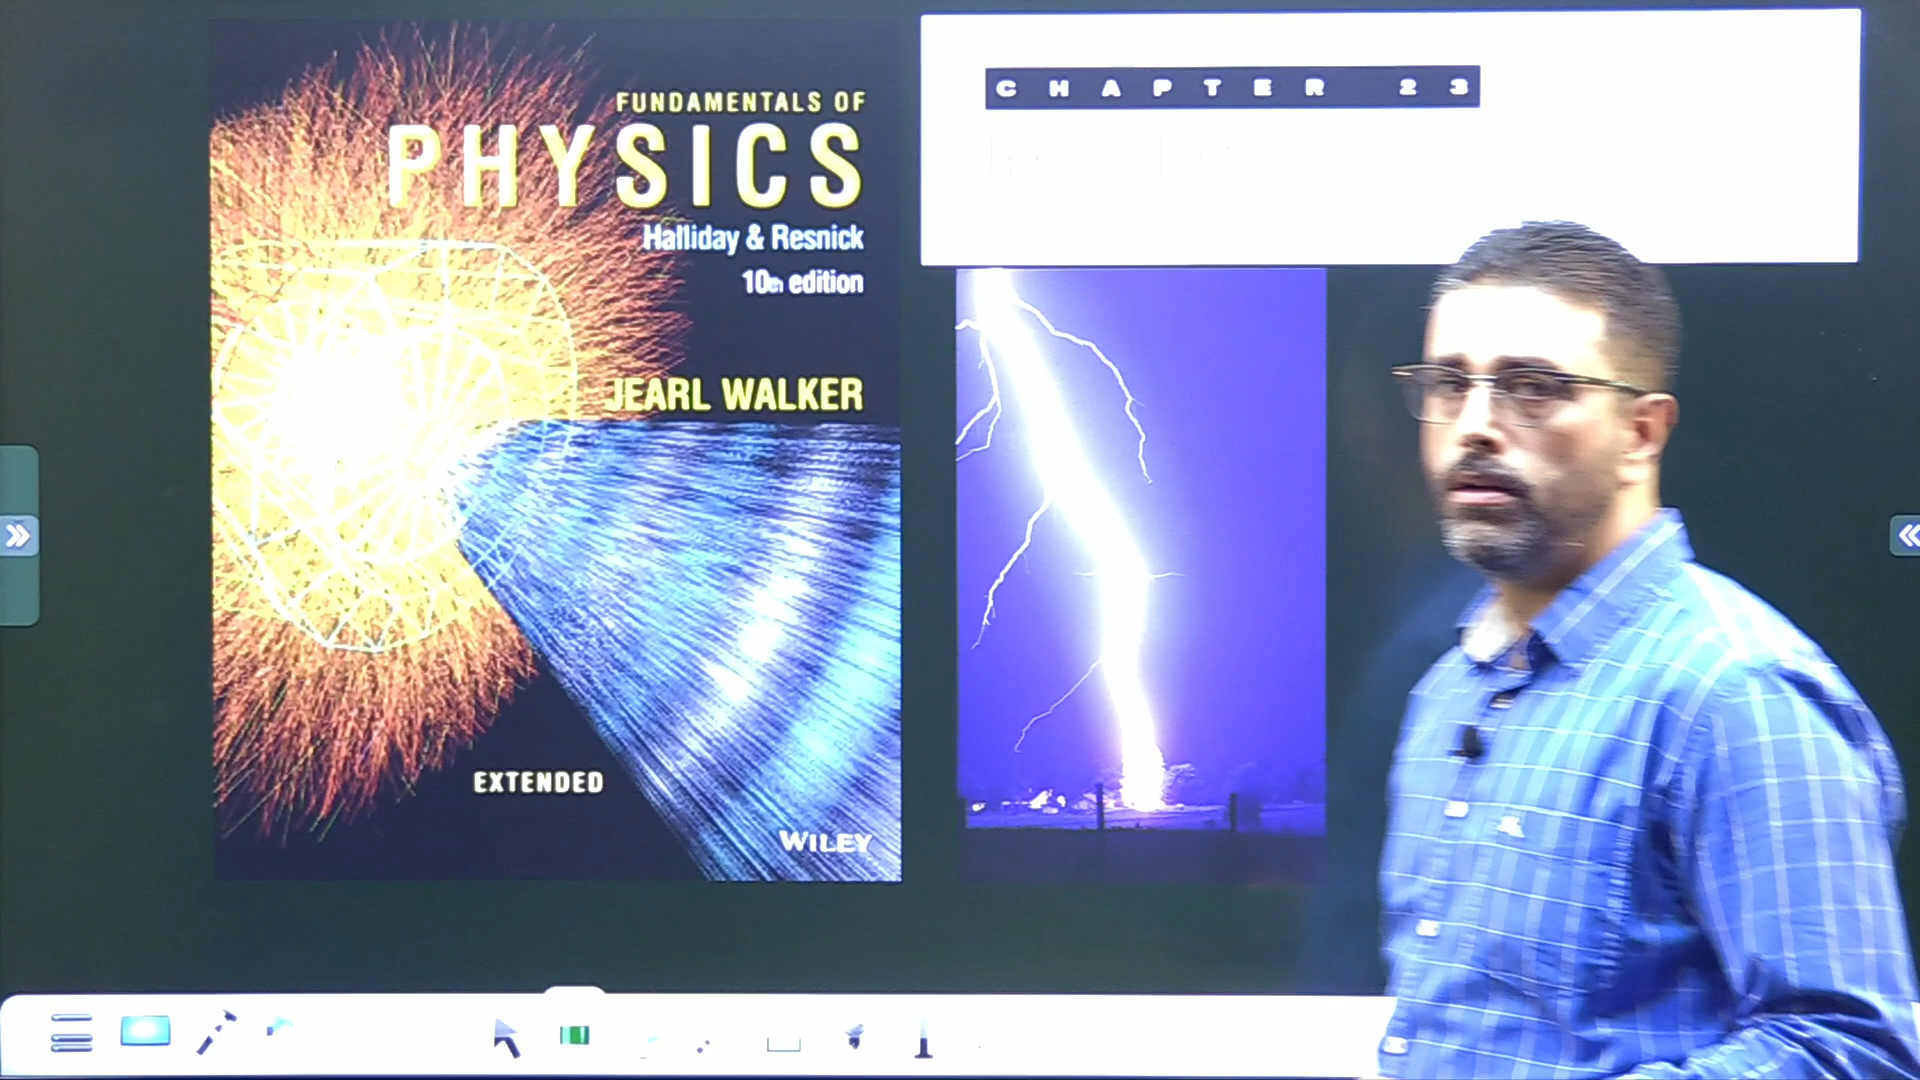 FUNDAMENTALS OF
PHYSICS
Halliday & Resnick
10th edition
JEARL WALKER
EXTENDED
WILEY
CHAPTER 23